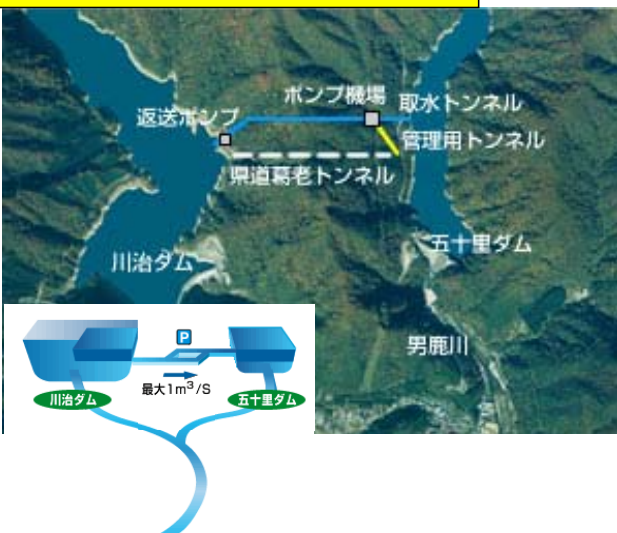 ポンプ機場
取水トンネル
返送ポンプ
管理用トンネル
県道葛老トンネル
五十里ダム
川治ダム
男鹿川
P
最大1m³/S
川治ダム
五十里ダム